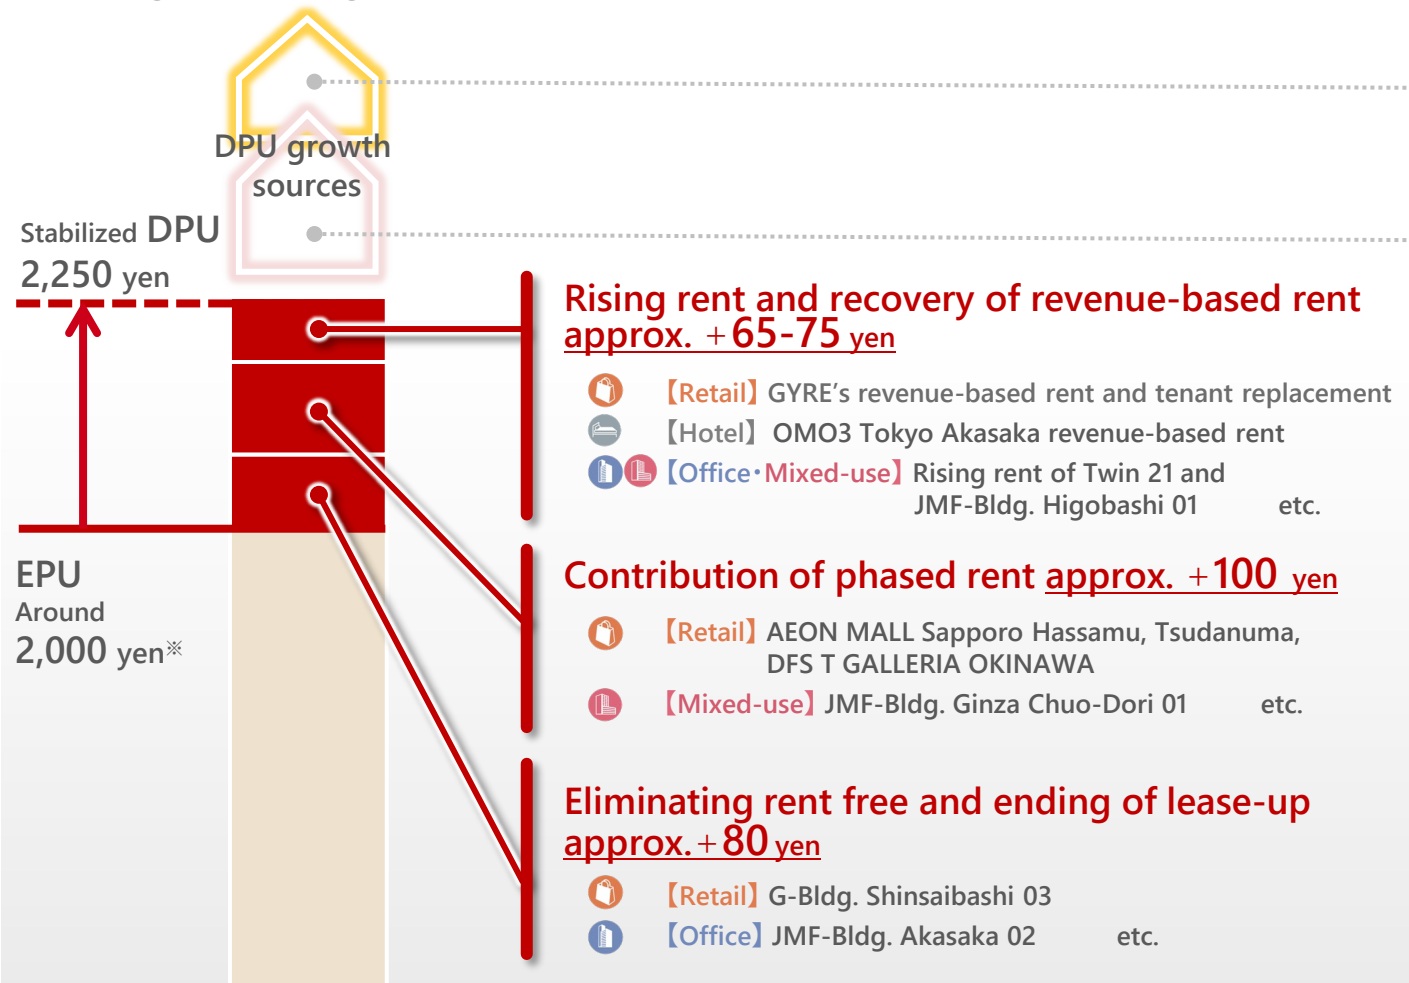 DPU growth
sources
Stabilized DPU
2,250 yen
Rising rent and recovery of revenue-based rent
approx. +65-75 yen
【Retail】 GYRE's revenue-based rent and tenant replacement
【Hotel】 OMO3 Tokyo Akasaka revenue-based rent
【Office・Mixed-use】 Rising rent of Twin 21 and
JMF-Bldg. Higobashi 01 etc.
EPU
Around
2,000 yen※
Contribution of phased rent approx. +100 yen
【Retail】 AEON MALL Sapporo Hassamu, Tsudanuma,
DFS T GALLERIA OKINAWA
【Mixed-use】 JMF-Bldg. Ginza Chuo-Dori 01 etc.
Eliminating rent free and ending of lease-up
approx.+80 yen
【Retail】 G-Bldg. Shinsaibashi 03
【Office】 JMF-Bldg. Akasaka 02 etc.